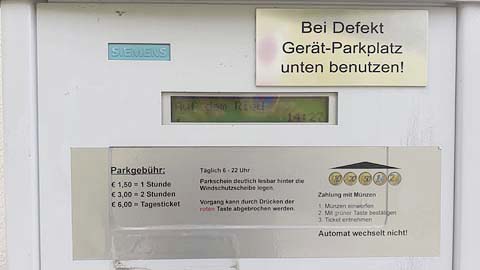 SIEMENS
Bei Defekt
Gerät-Parkplatz
unten benutzen!
Auf dem Ried
14:27
Parkgebühr:
€ 1,50 = 1 Stunde
€ 3,00 = 2 Stunden
€ 6,00 = Tagesticket
Täglich 6 - 22 Uhr
Parkschein deutlich lesbar hinter die
Windschutzscheibe legen.
Vorgang kann durch Drücken der
roten Taste abgebrochen werden.
Zahlung mit Münzen
1. Münzen einwerfen
2. Mit grüner Taste bestätigen
3. Ticket entnehmen
Automat wechselt nicht!